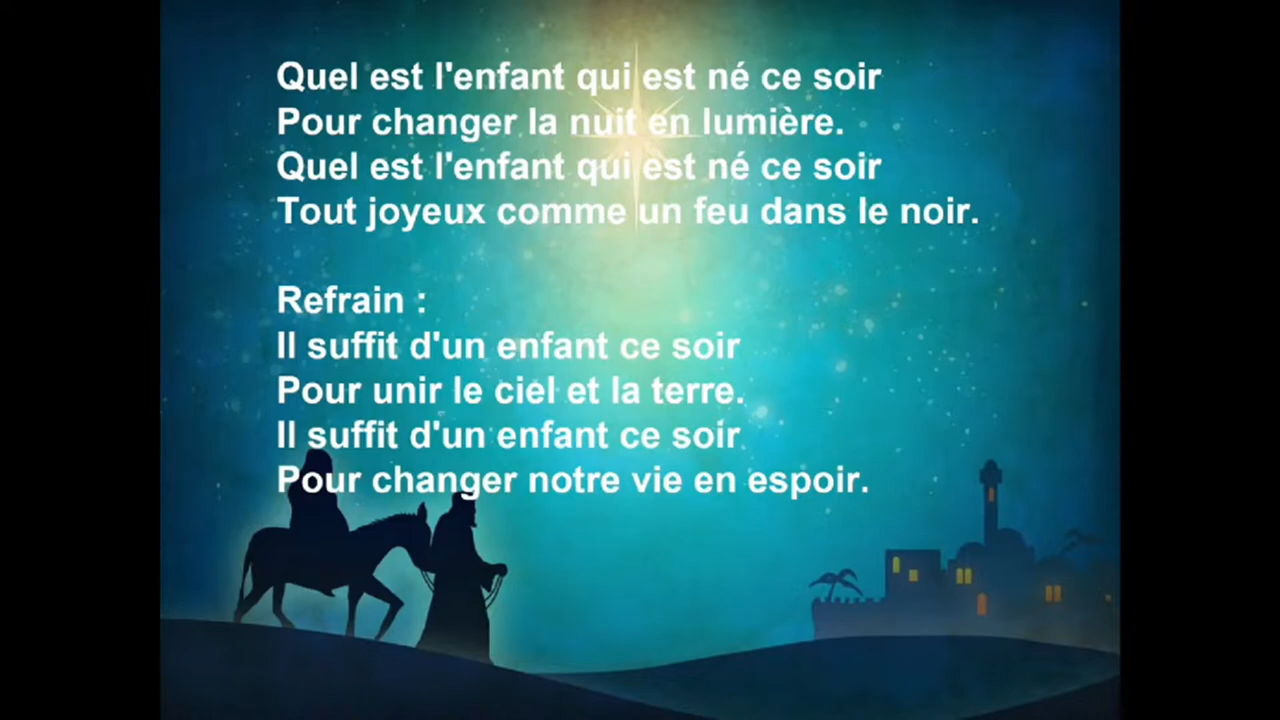 Quel est l'enfant qui est né ce soir
Pour changer la nuit en lumière.
Quel est l'enfant qui est né ce soir
Tout joyeux comme un feu dans le noir.
Refrain :
Il suffit d'un enfant ce soir
Pour unir le ciel et la terre.
Il suffit d'un enfant ce soir
Pour changer notre vie en espoir.